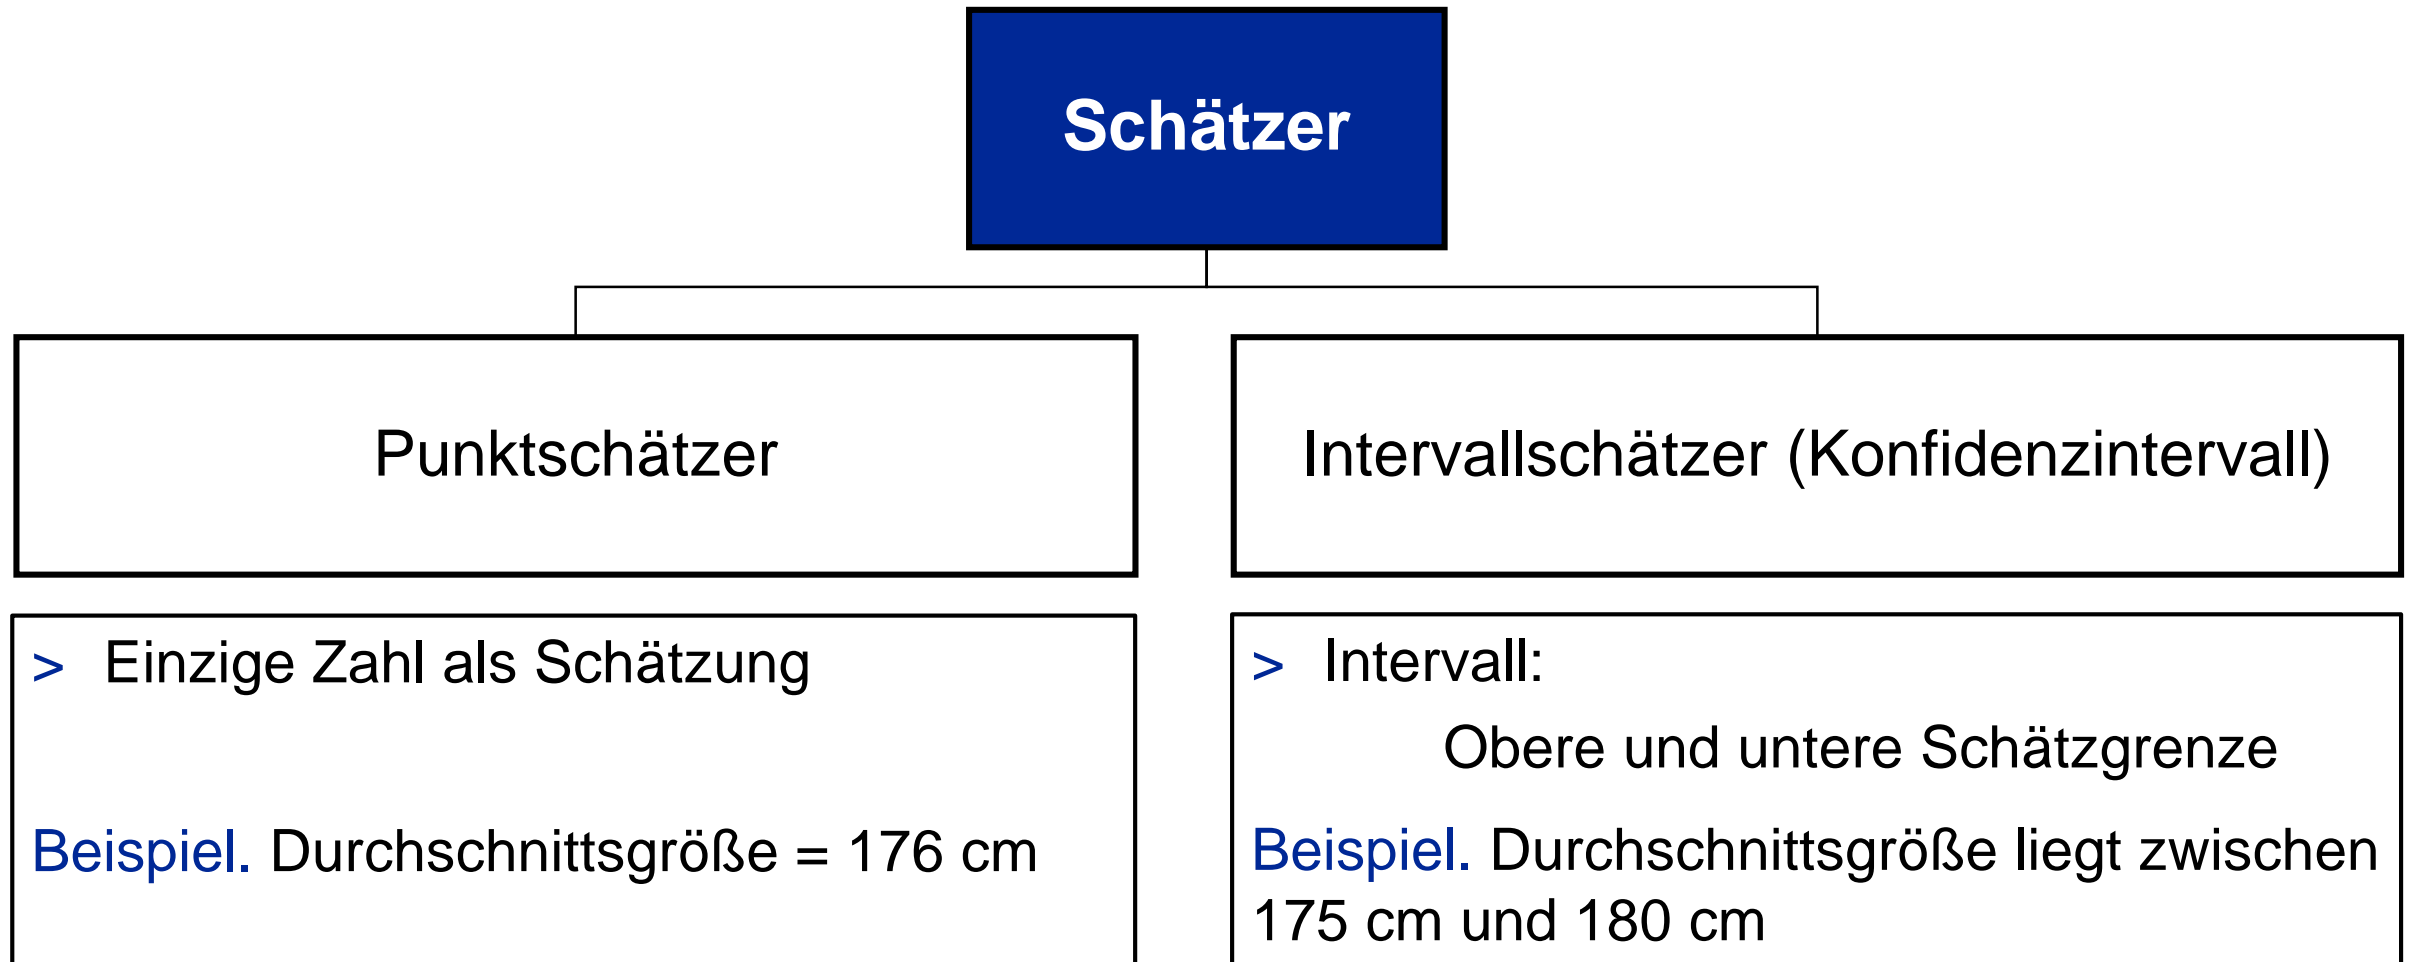 Schätzer
Punktschätzer
Intervallschätzer (Konfidenzintervall)
> Einzige Zahl als Schätzung
Beispiel. Durchschnittsgröße = 176 cm
> Intervall:
Obere und untere Schätzgrenze
Beispiel. Durchschnittsgröße liegt zwischen
175 cm und 180 cm